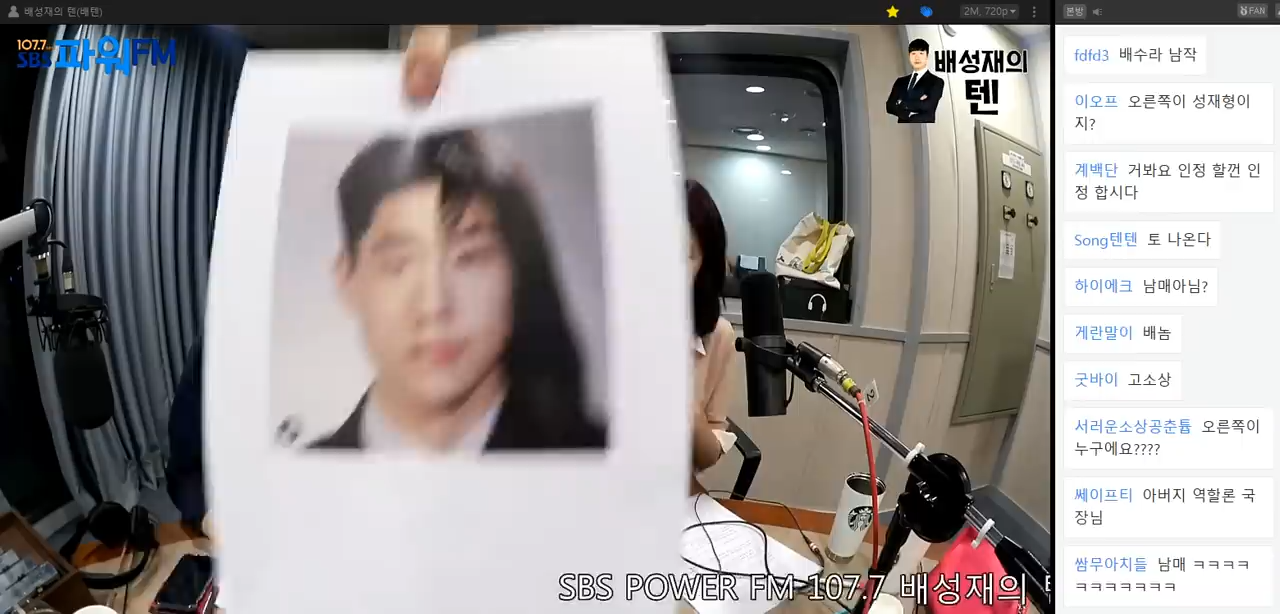 배성재의 텐(배텐)
2M, 720p
본방
FAN
107.7
SBS 파워FM
배성재의
텐
fdfd3 배수라 남작
이오프 오른쪽이 성재형이
지?
계백단 거봐요 인정 할껀 인
정 합시다
Song텐텐 토 나온다
하이에크 남매아님?
게란말이 배놈
굿바이 고소상
서리운소상공춘튬 오른쪽이
누구에요????
쎄이프티 아버지 역할론 국
장님
쌈무아치들 남매 ㅋㅋㅋㅋ
ㅋㅋㅋㅋㅋㅋㅋ
SBS POWER FM 107.7 배성재의